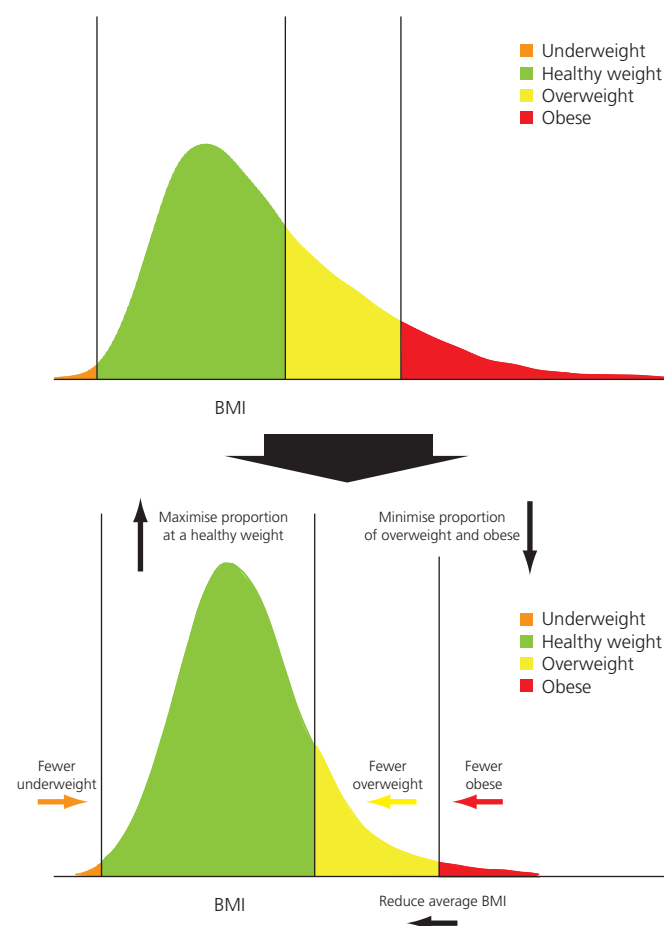 Underweight
Healthy weight
Overweight
Obese
BMI
Maximise proportion
at a healthy weight
Minimise proportion
of overweight and obese
Underweight
Healthy weight
Overweight
Obese
Fewer
underweight
Fewer
overweight
Fewer
obese
BMI
Reduce average BMI